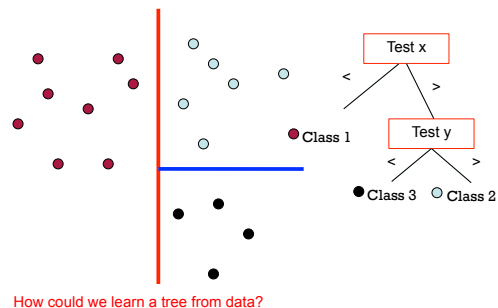 Test x
<
>
Class 1
Test y
<
>
Class 3
Class 2
How could we learn a tree from data?